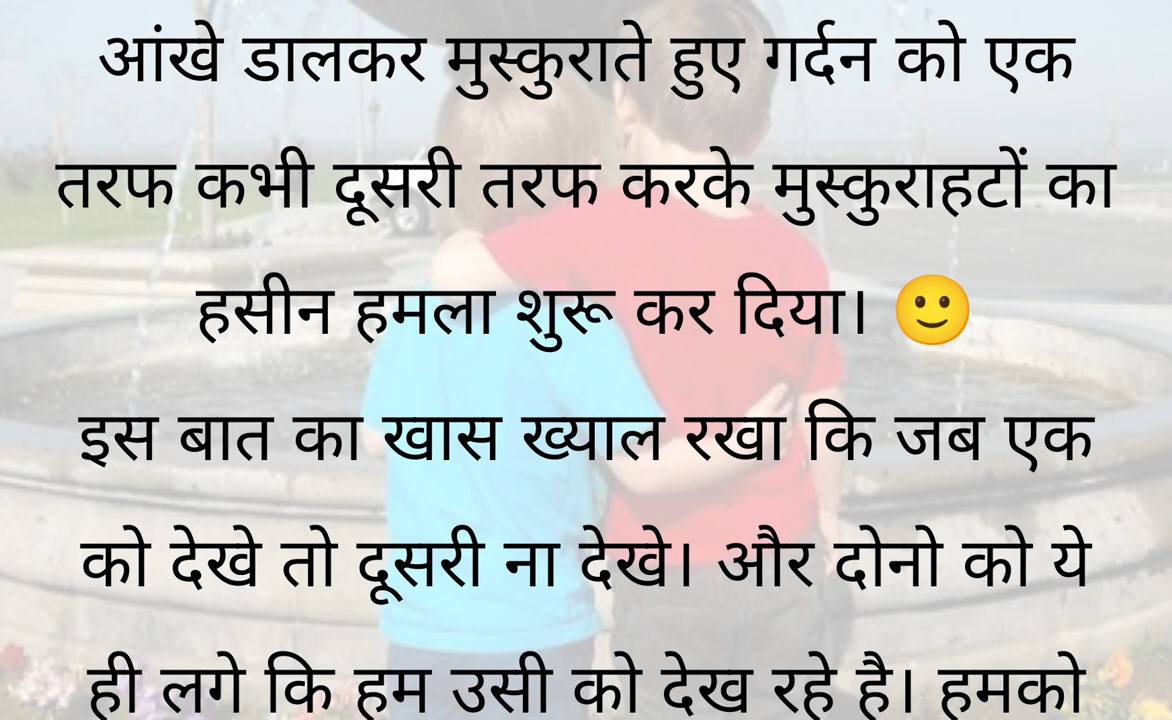 आंखे डालकर मुस्कुराते हुए गर्दन को एक
तरफ कभी दूसरी तरफ करके मुस्कुराहटों का
हसीन हमला शुरू कर दिया। 🙂
इस बात का खास ख्याल रखा कि जब एक
को देखे तो दूसरी ना देखे। और दोनो को ये
ही लगे कि हम उसी को देख रहे है। हमको